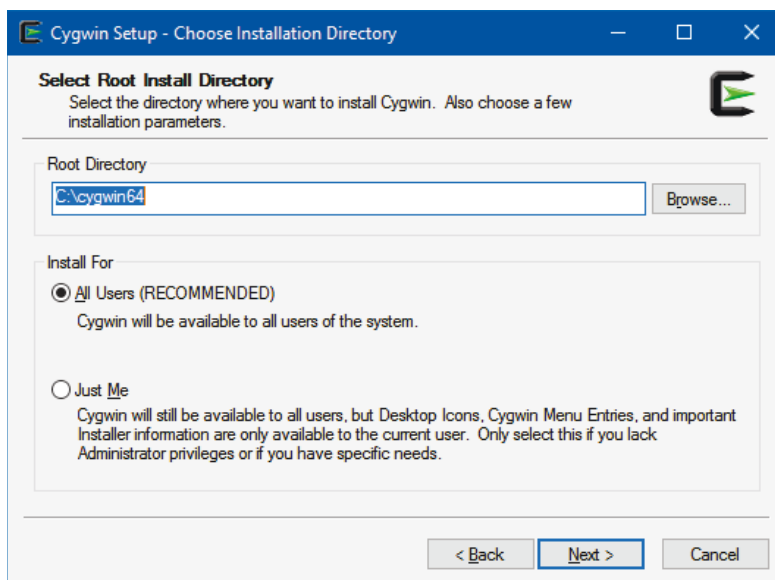 Cygwin Setup - Choose Installation Directory
Select Root Install Directory
Select the directory where you want to install Cygwin. Also choose a few
installation parameters.
Root Directory
C:\cygwin64
Browse...
Install For
All Users (RECOMMENDED)
Cygwin will be available to all users of the system.
Just Me
Cygwin will still be available to all users, but Desktop Icons, Cygwin Menu Entries, and important
Installer information are only available to the current user. Only select this if you lack
Administrator privileges or if you have specific needs.
< Back
Next >
Cancel